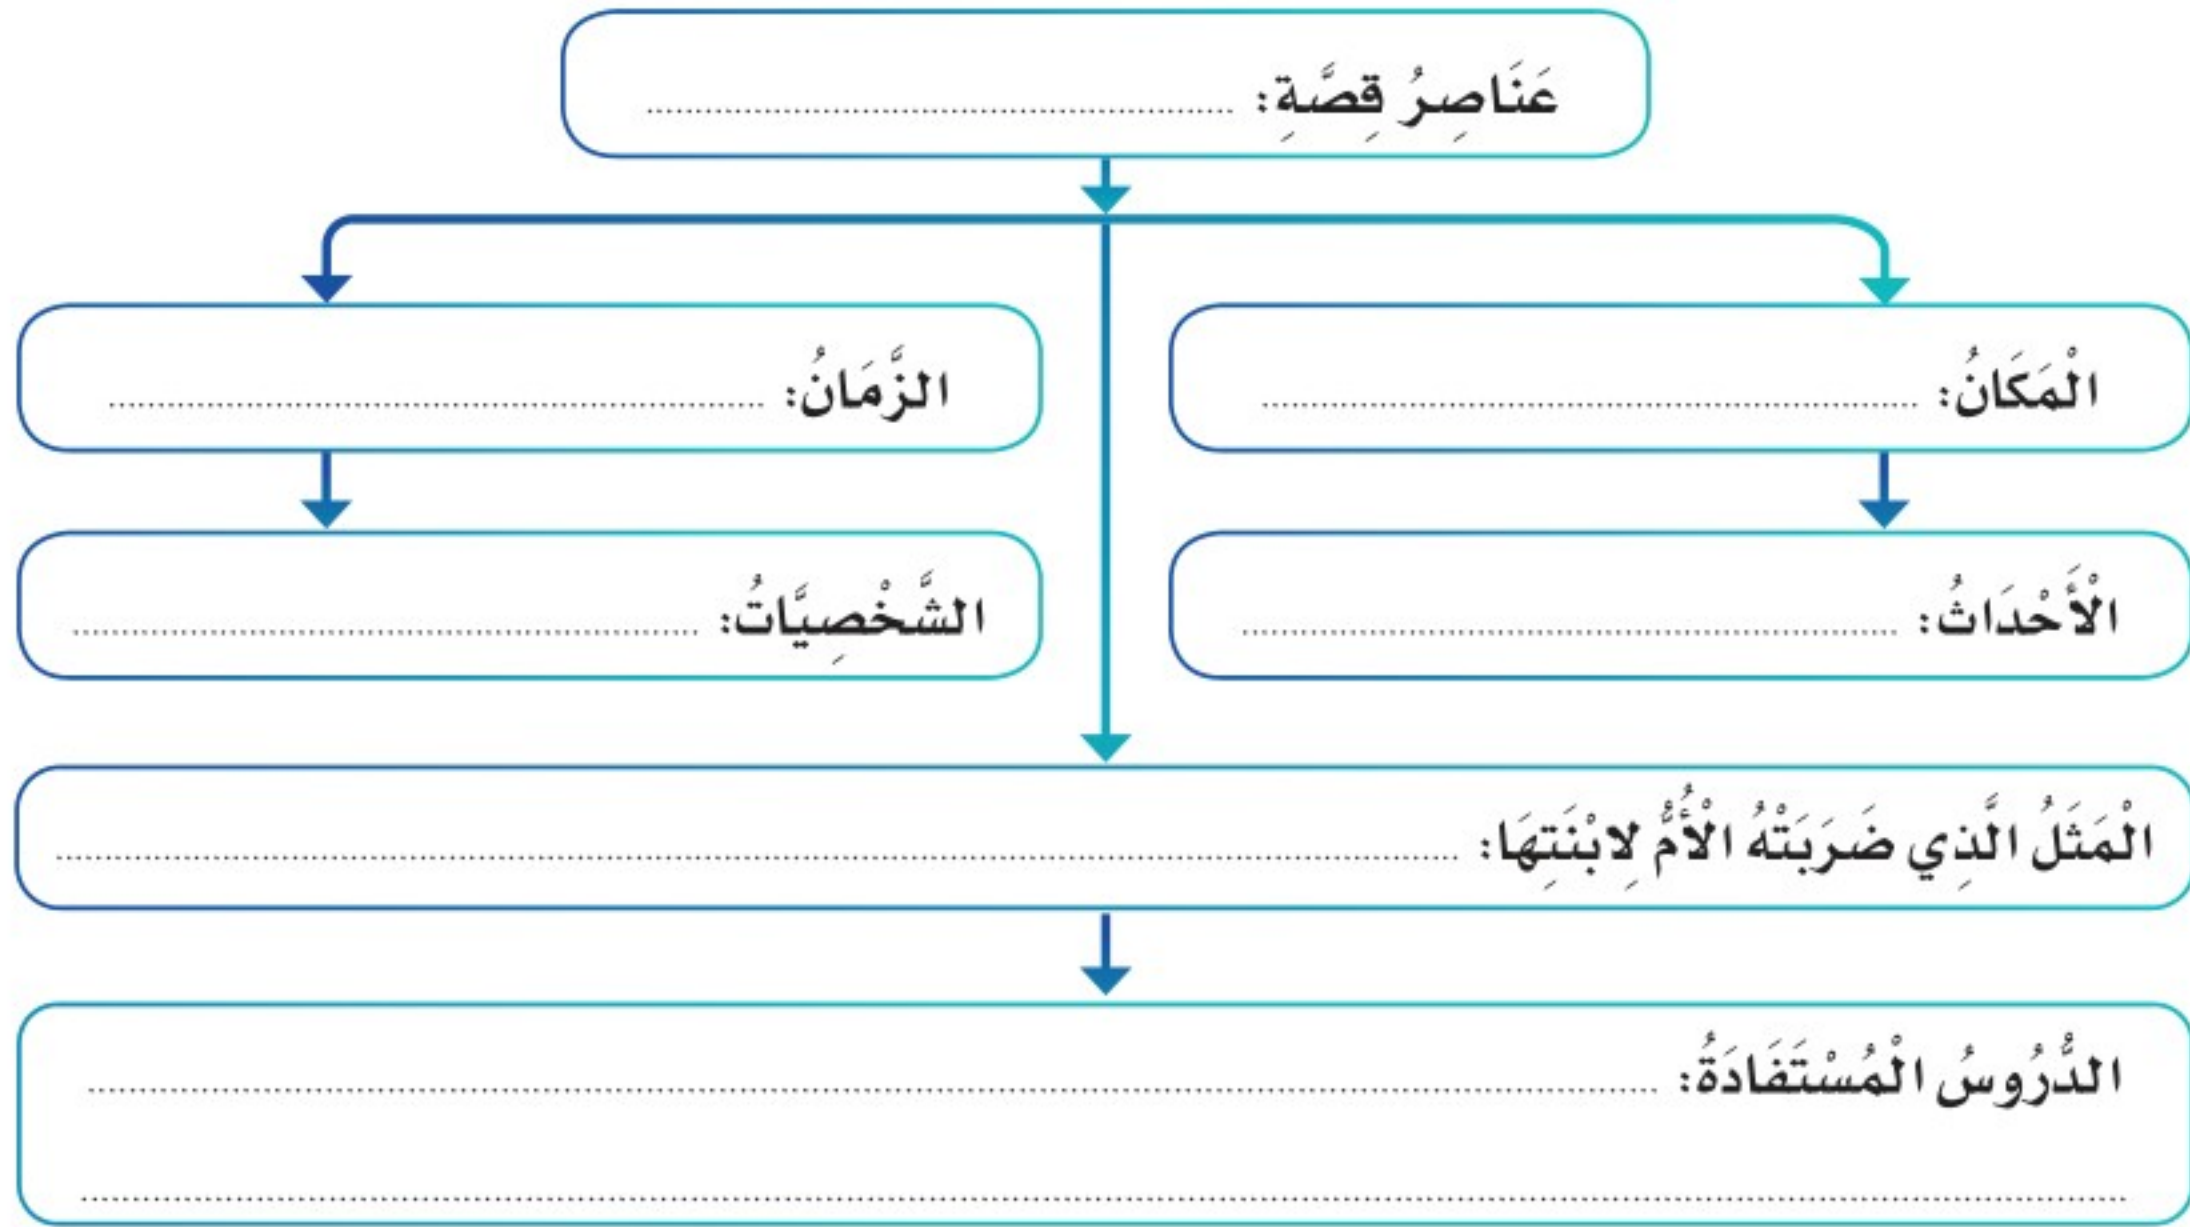 عَنَاصِرُ قِصَّةِ: ........................................
الْمَكَانُ: ........................................
الزَّمَانُ: ........................................
الْأَحْدَاثُ: ........................................
الشَّخْصِيَّاتُ: ........................................
الْمَثَلُ الَّذِي ضَرَبَتْهُ الْأُمُّ لِابْنَتِهَا: ........................................
الدُّرُوسُ الْمُسْتَفَادَةُ: ........................................
........................................